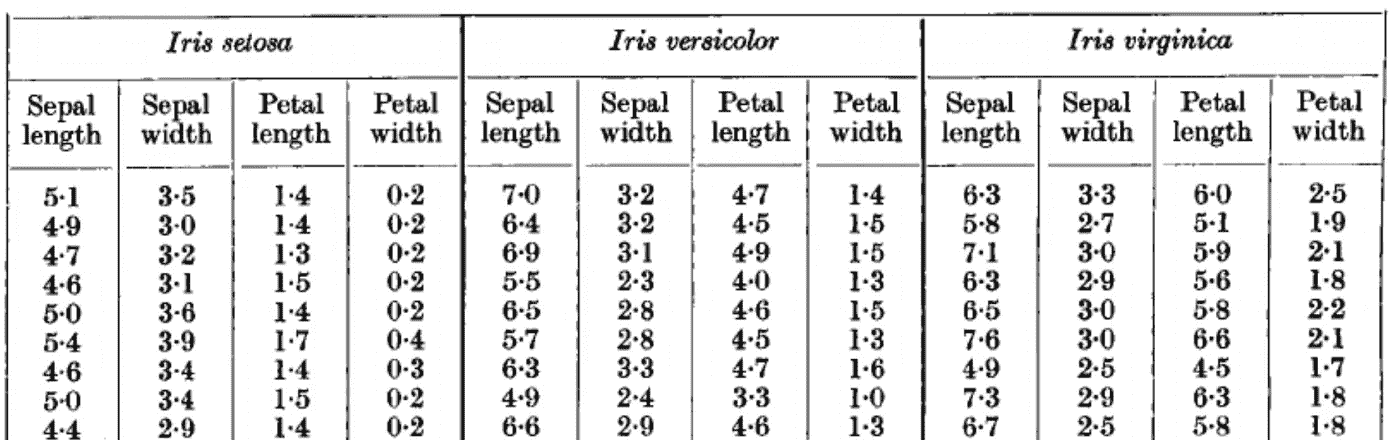 Iris setosa Iris versicolor Iris virginica
Sepal length Sepal width Petal length Petal width Sepal length Sepal width Petal length Petal width Sepal length Sepal width Petal length Petal width
5·1 3·5 1·4 0·2 7·0 3·2 4·7 1·4 6·3 3·3 6·0 2·5
4·9 3·0 1·4 0·2 6·4 3·2 4·5 1·5 5·8 2·7 5·1 1·9
4·7 3·2 1·3 0·2 6·9 3·1 4·9 1·5 7·1 3·0 5·9 2·1
4·6 3·1 1·5 0·2 5·5 2·3 4·0 1·3 6·3 2·9 5·6 1·8
5·0 3·6 1·4 0·2 6·5 2·8 4·6 1·5 6·5 3·0 5·8 2·2
5·4 3·9 1·7 0·4 5·7 2·8 4·5 1·3 7·6 3·0 6·6 2·1
4·6 3·4 1·4 0·3 6·3 3·3 4·7 1·6 4·9 2·5 4·5 1·7
5·0 3·4 1·5 0·2 4·9 2·4 3·3 1·0 7·3 2·9 6·3 1·8
4·4 2·9 1·4 0·2 6·6 2·9 4·6 1·3 6·7 2·5 5·8 1·8